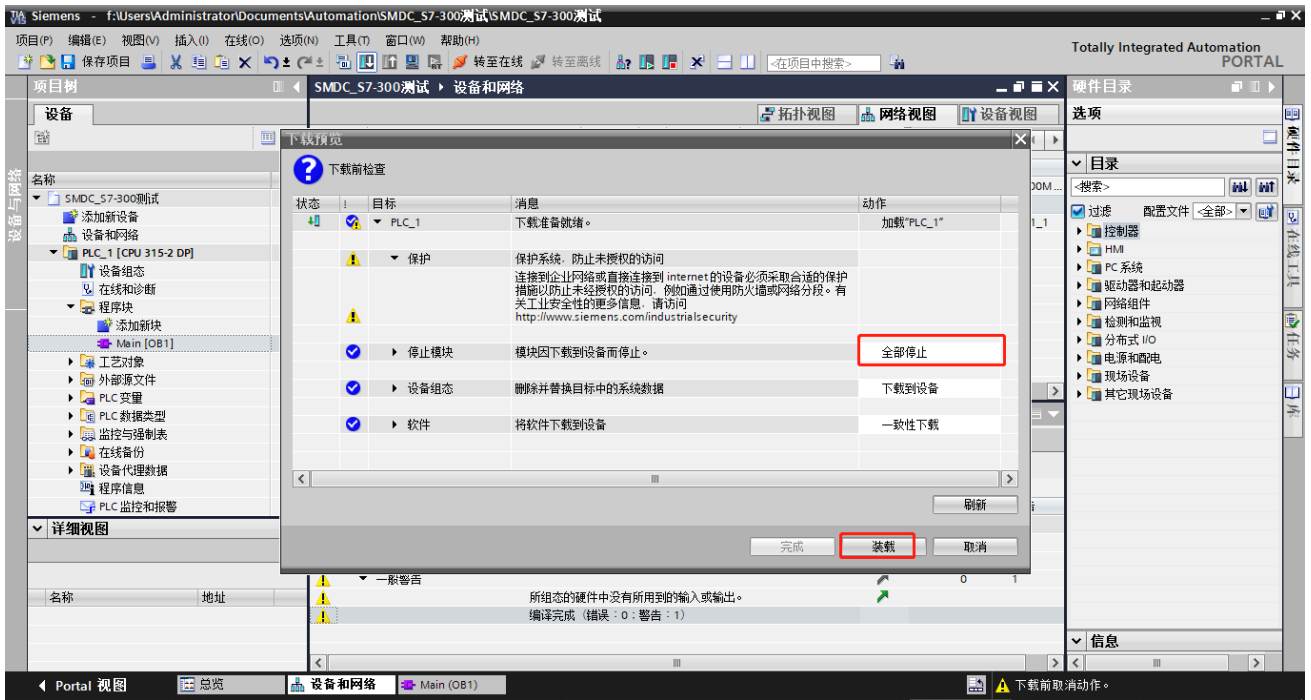 Siemens - f:\Users\Administrator\Documents\Automation\SMDC_S7-300测试\SMDC_S7-300测试
项目(P) 编辑(E) 视图(V) 插入(I) 在线(O) 选项(N) 工具(T) 窗口(W) 帮助(H)
Totally Integrated Automation
PORTAL
保存项目 转至在线 转至离线 <在项目中搜索>
项目树
SMDC_S7-300测试 ▸ 设备和网络
硬件目录
设备
拓扑视图 网络视图 设备视图
选项
设备与网络
名称
SMDC_S7-300测试
添加新设备
设备和网络
PLC_1 [CPU 315-2 DP]
设备组态
在线和诊断
程序块
添加新块
Main [OB1]
工艺对象
外部源文件
PLC 变量
PLC 数据类型
监控与强制表
在线备份
设备代理数据
程序信息
PLC 监控和报警
详细视图
名称 地址
下载预览
下载前检查
状态 ! 目标 消息 动作
PLC_1 下载准备就绪。 加载"PLC_1"
保护 保护系统，防止未授权的访问
连接到企业网络或直接连接到 internet 的设备必须采取合适的保护
措施以防止未经授权的访问，例如通过使用防火墙或网络分段。有
关工业安全性的更多信息，请访问
http://www.siemens.com/industrialsecurity
停止模块 模块因下载到设备而停止。 全部停止
设备组态 删除并替换目标中的系统数据 下载到设备
软件 将软件下载到设备 一致性下载
刷新
完成 装载 取消
一般警告 0 1
所组态的硬件中没有所用到的输入或输出。
编译完成（错误：0；警告：1）
目录
<搜索>
过滤 配置文件 <全部>
控制器
HMI
PC 系统
驱动器和起动器
网络组件
检测和监视
分布式 I/O
电源和配电
现场设备
其它现场设备
信息
硬件目录
在线工具
任务
库
Portal 视图 总览 设备和网络 Main (OB1) 下载前取消动作。